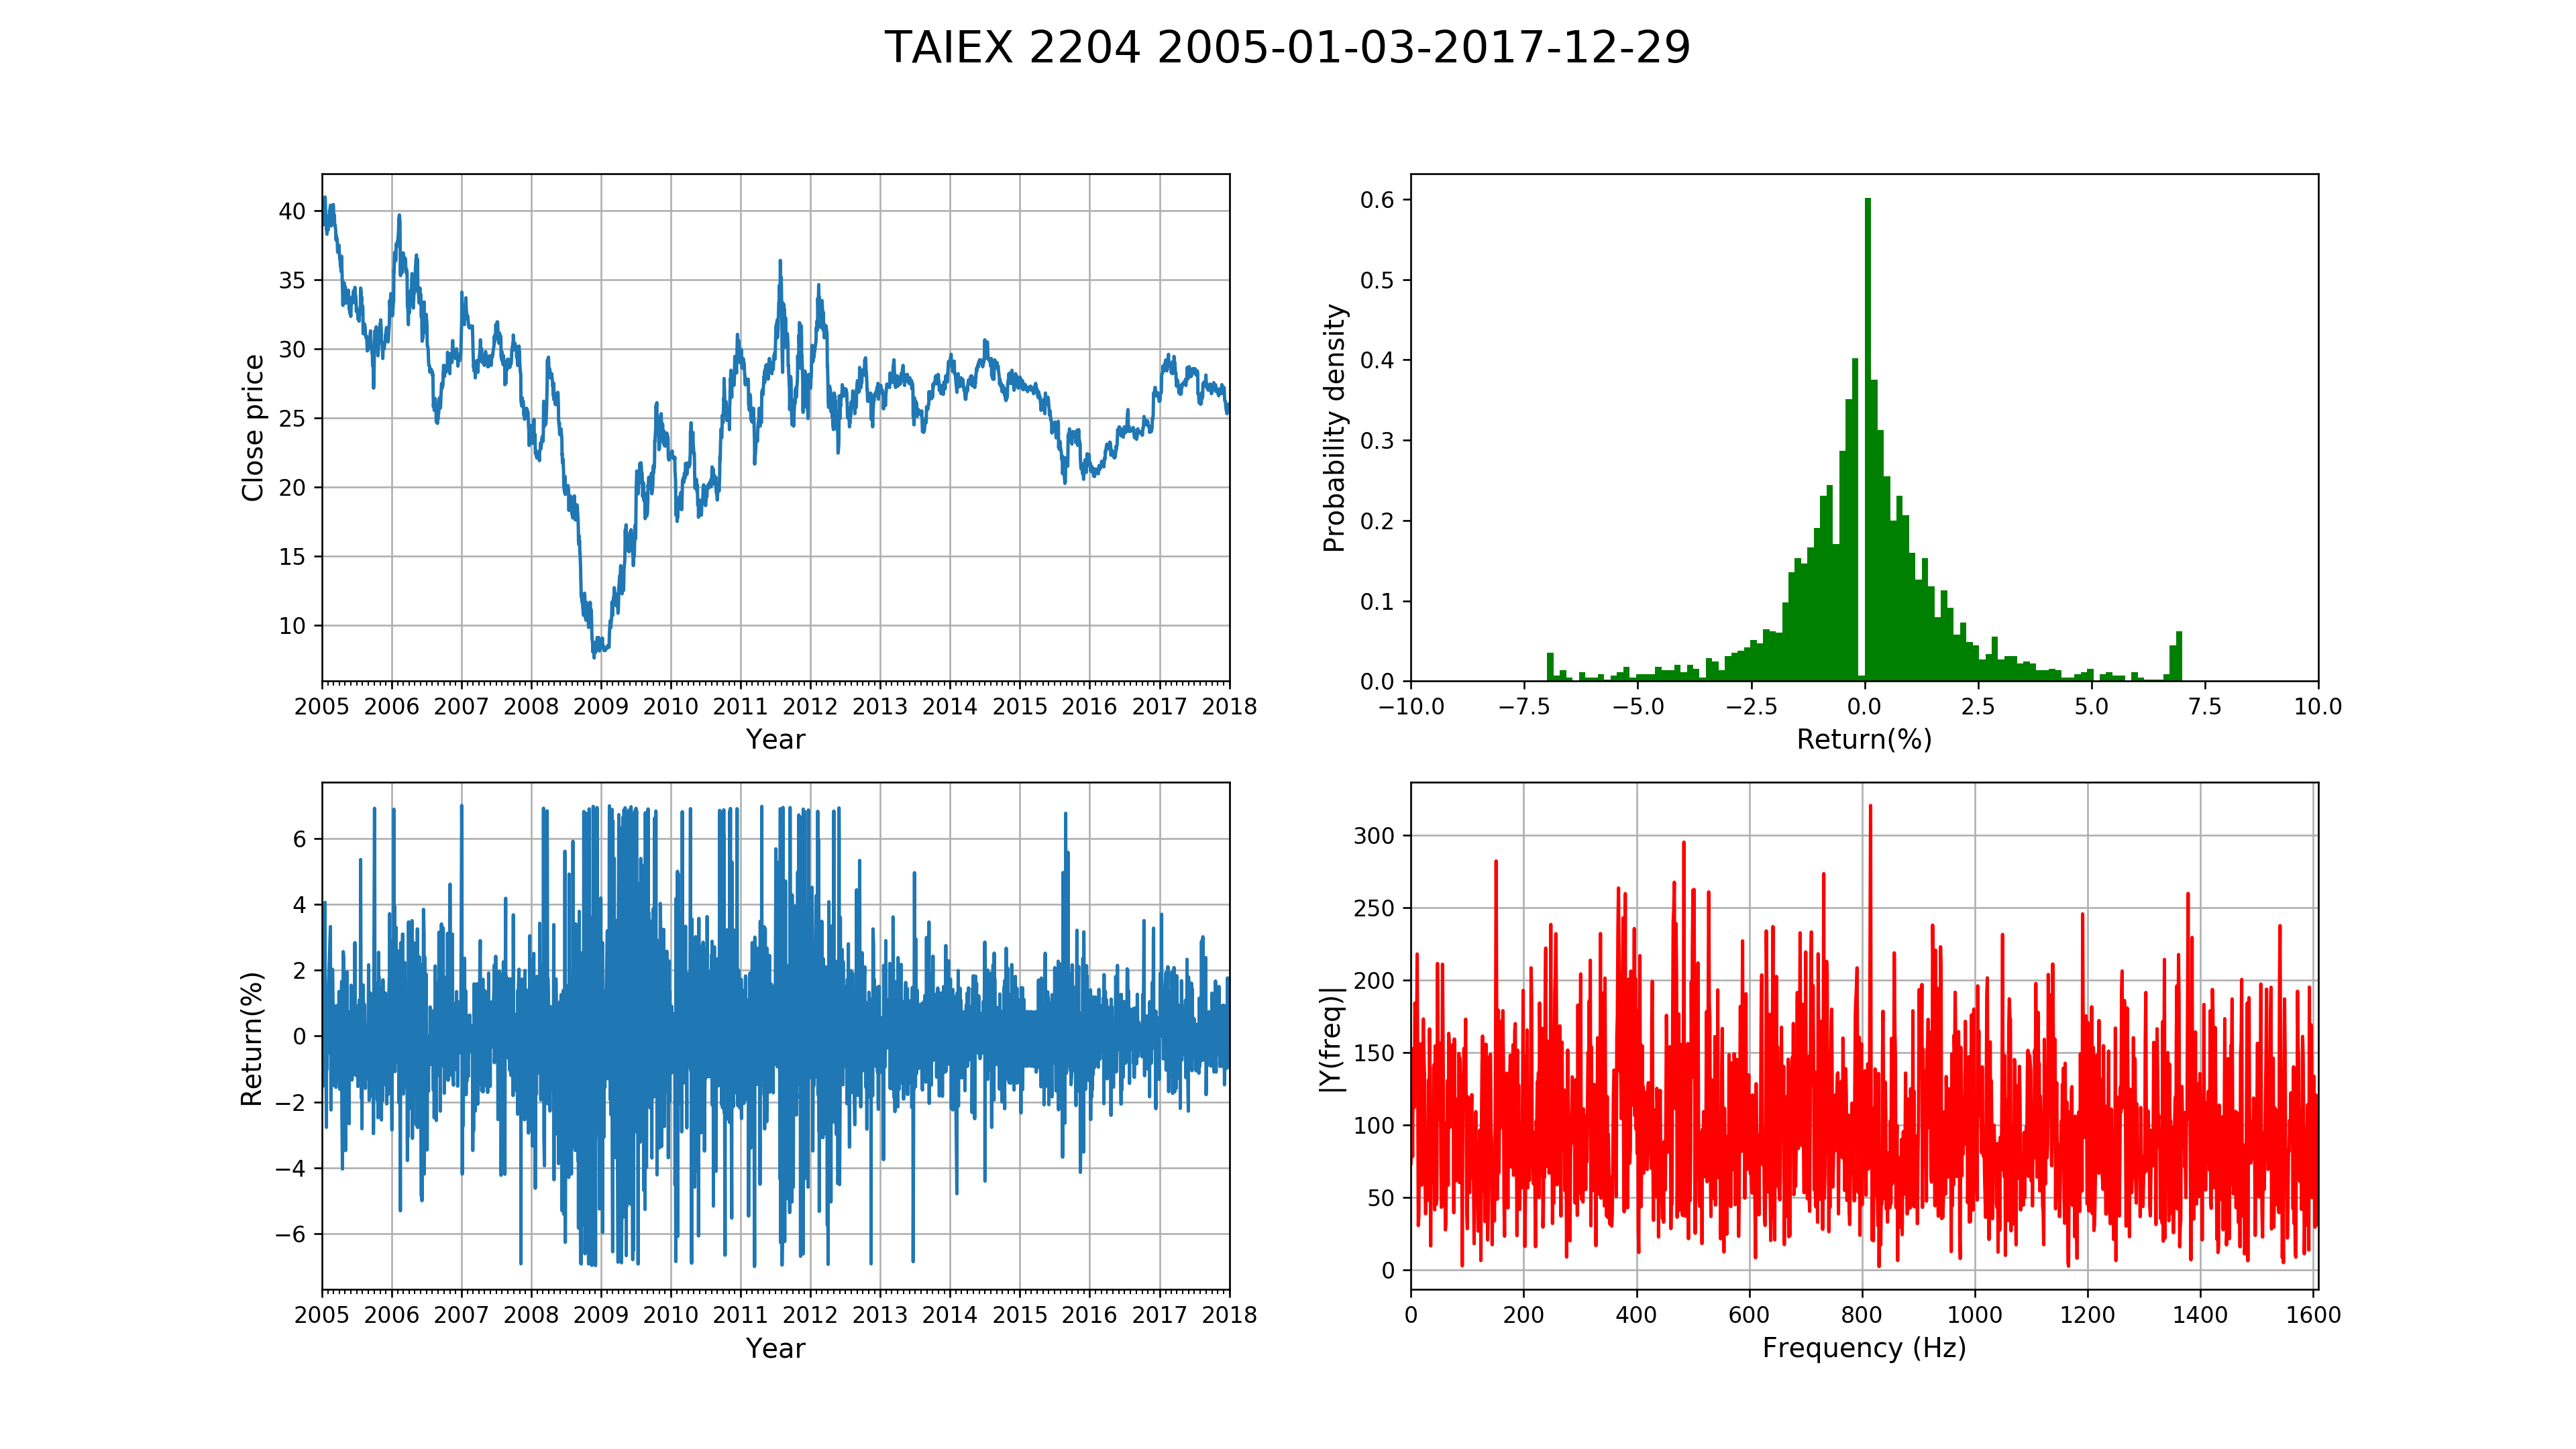 TAIEX 2204 2005-01-03-2017-12-29
Close price
40
35
30
25
20
15
10
2005 2006 2007 2008 2009 2010 2011 2012 2013 2014 2015 2016 2017 2018
Year
Probability density
0.6
0.5
0.4
0.3
0.2
0.1
0.0
−10.0 −7.5 −5.0 −2.5 0.0 2.5 5.0 7.5 10.0
Return(%)
Return(%)
6
4
2
0
−2
−4
−6
2005 2006 2007 2008 2009 2010 2011 2012 2013 2014 2015 2016 2017 2018
Year
|Y(freq)|
300
250
200
150
100
50
0
0 200 400 600 800 1000 1200 1400 1600
Frequency (Hz)